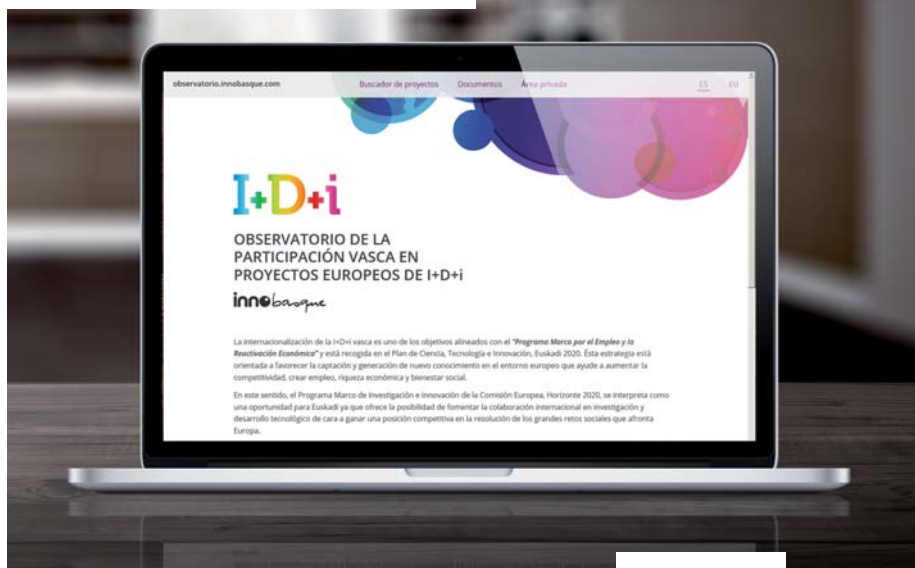 observatorio.innobasque.com Buscador de proyectos Documentos Área privada ES EU
I+D+i
OBSERVATORIO DE LA
PARTICIPACIÓN VASCA EN
PROYECTOS EUROPEOS DE I+D+i
innobasque
La internacionalización de la I+D+i vasca es uno de los objetivos alineados con el "Programa Marco por el Empleo y la
Reactivación Económica" y está recogida en el Plan de Ciencia, Tecnología e Innovación, Euskadi 2020. Ésta estrategia está
orientada a favorecer la captación y generación de nuevo conocimiento en el entorno europeo que ayude a aumentar la
competitividad, crear empleo, riqueza económica y bienestar social.
En este sentido, el Programa Marco de Investigación e Innovación de la Comisión Europea, Horizonte 2020, se interpreta como
una oportunidad para Euskadi ya que ofrece la posibilidad de fomentar la colaboración internacional en investigación y
desarrollo tecnológico de cara a ganar una posición competitiva en la resolución de los grandes retos sociales que afronta
Europa.